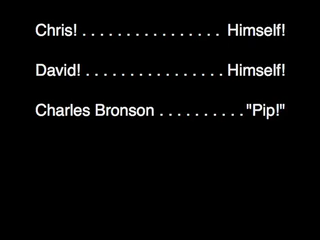 Chris! . . . . . . . . . . . . . . . . Himself!
David! . . . . . . . . . . . . . . . . Himself!
Charles Bronson . . . . . . . . . . "Pip!"